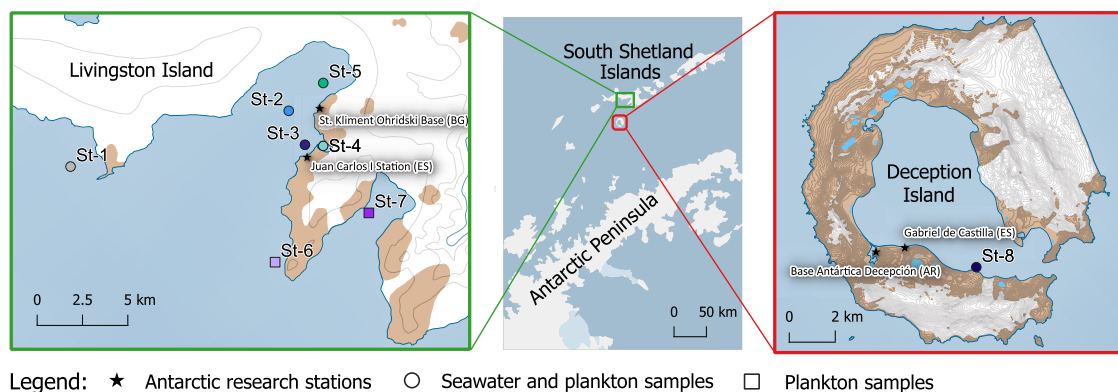 Livingston Island
St-5
St-2
St. Kliment Ohridski Base (BG)
St-3
St-4
St-1
Juan Carlos I Station (ES)
St-7
St-6
0 2.5 5 km
South Shetland
Islands
Antarctic Peninsula
0 50 km
Deception
Island
Gabriel de Castilla (ES)
St-8
Base Antártica Decepción (AR)
0 2 km
Legend: Antarctic research stations Seawater and plankton samples Plankton samples